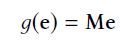 g(e) = Me